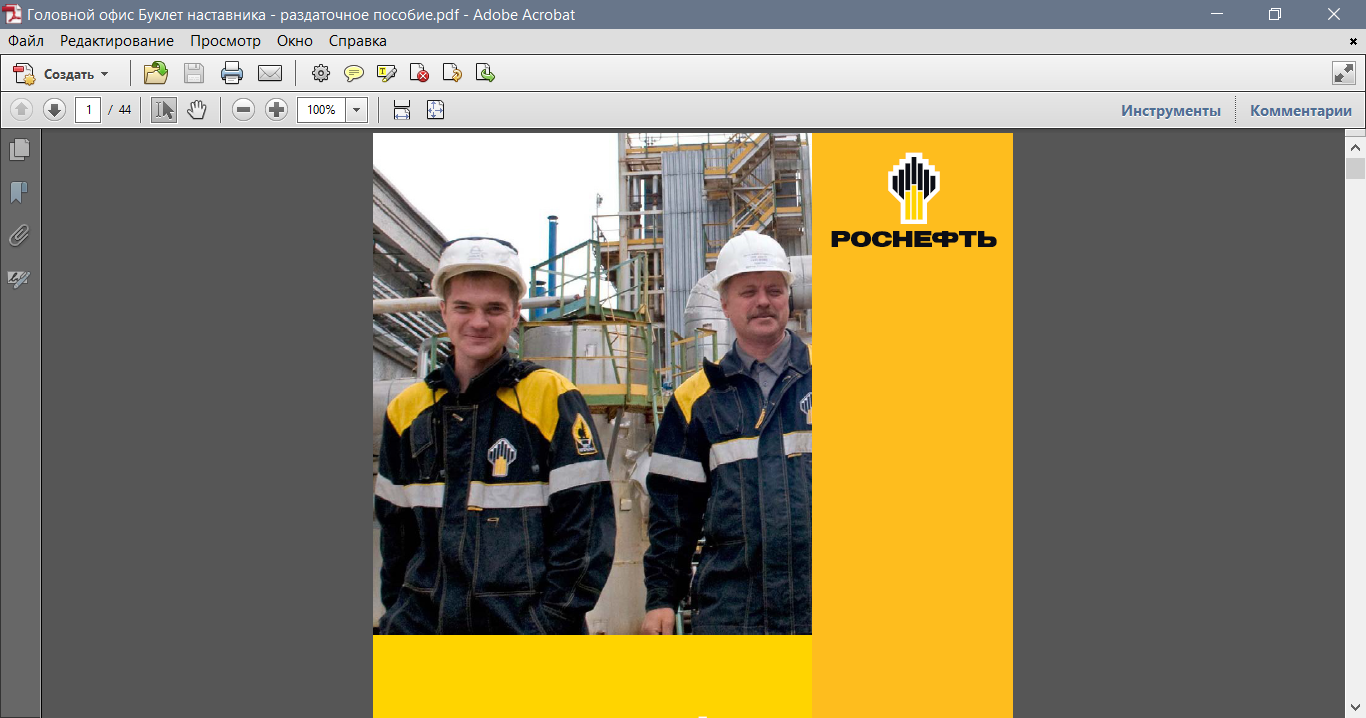 Головной офис Буклет наставника - раздаточное пособие.pdf - Adobe Acrobat
Файл Редактирование Просмотр Окно Справка
Создать
1 / 44 100% Инструменты Комментарии
РОСНЕФТЬ